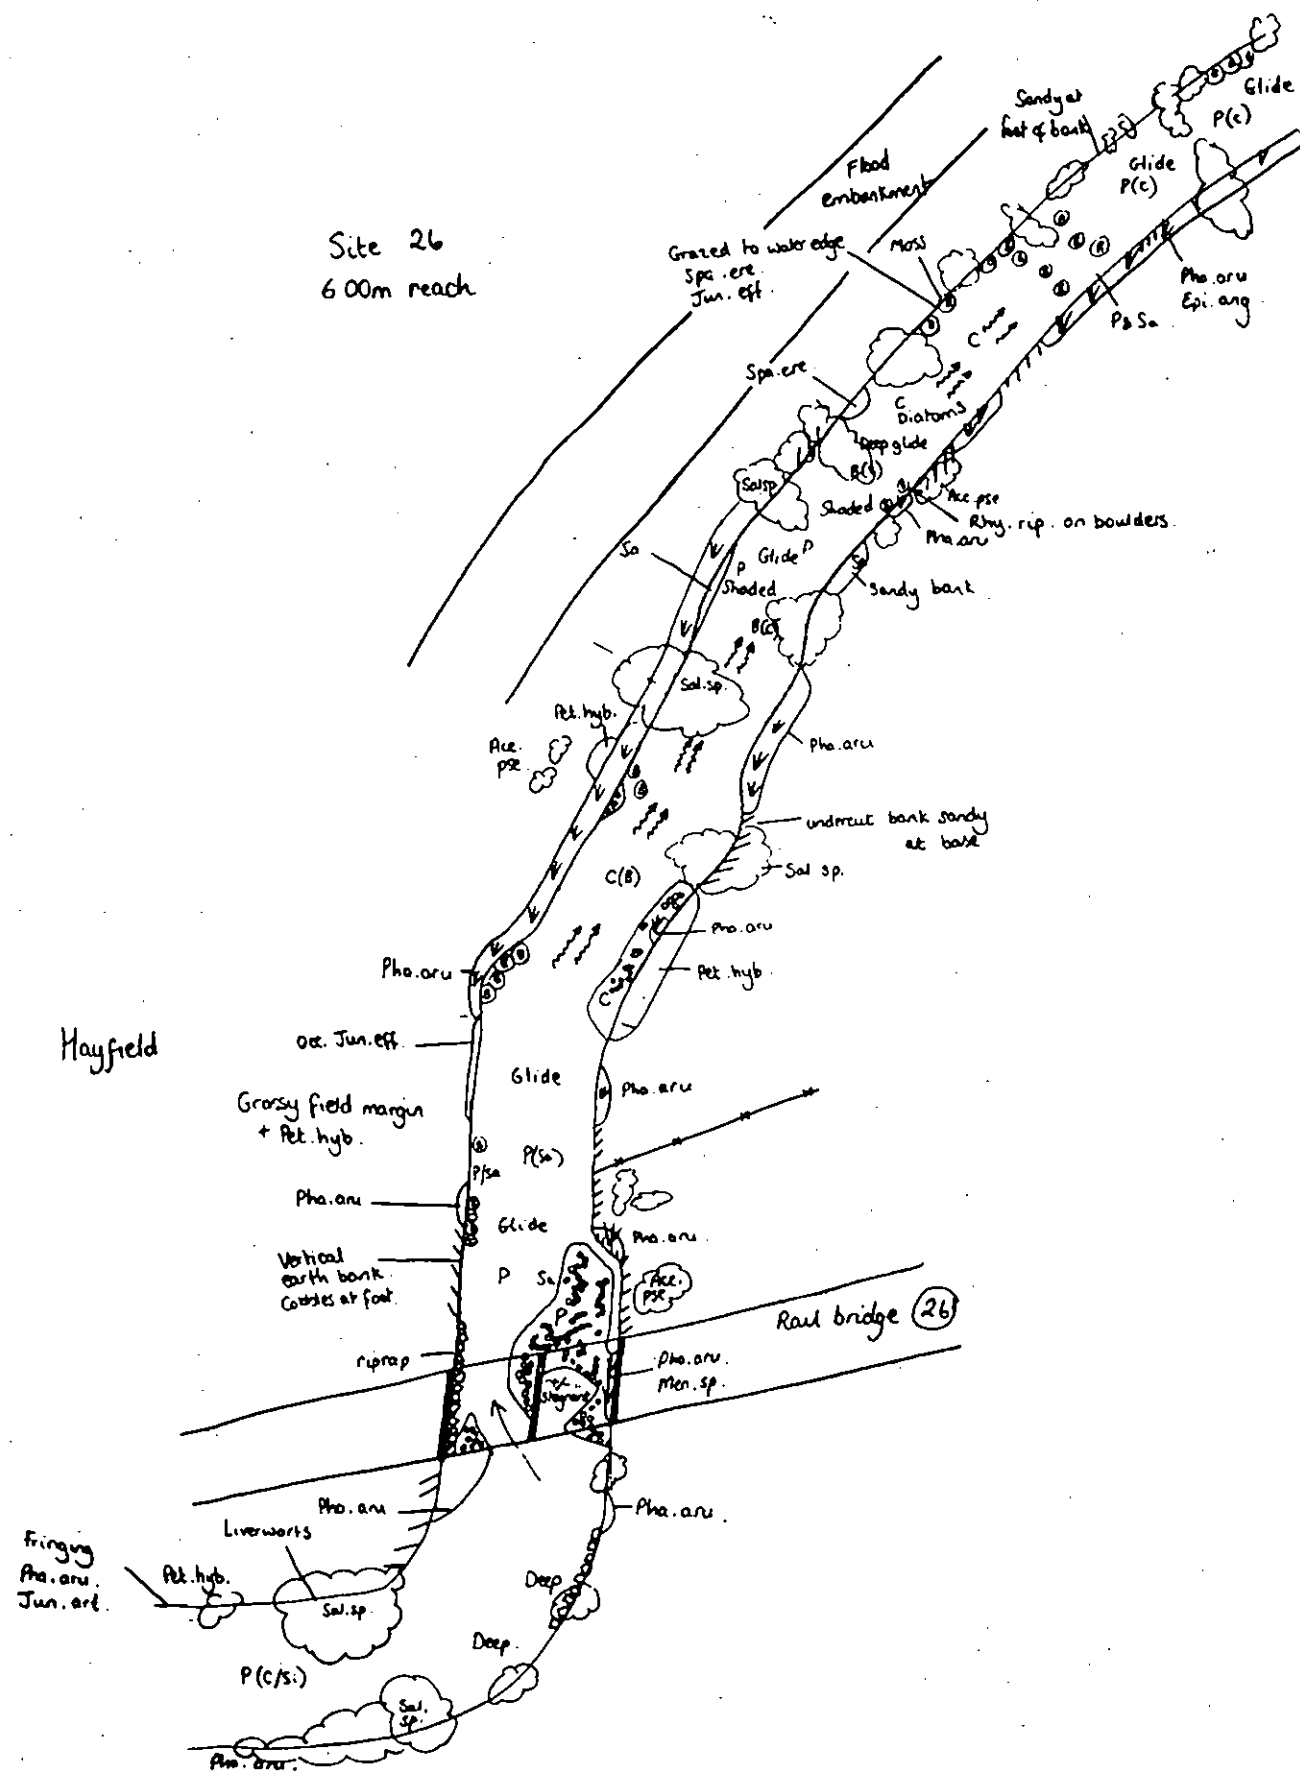 Site 26
600m reach
Flood
embankment
Sandy at
foot of bank
Glide
P(c)
Glide
P(c)
Grazed to water edge
Spa.ere.
Jun.eff.
Moss
Pha.aru
Epi.ang
P&Sa
C
Spa.ere
C
Diatoms
Deep glide
Sal.sp
Shaded
Ace.pse
Rhy.rip. on boulders
Pha.aru
Sandy bank
Sa
P
Glide
P
Shaded
B(c)
Sal.sp.
Pet.hyb.
Ace.
pse.
Pha.aru
undercut bank sandy
at base
Sal sp.
C(B)
Pha.aru
Pet.hyb.
C
Pha.aru
Hayfield
Occ. Jun.eff.
Glide
Pha.aru
Grassy field margin
+ Pet.hyb.
P/Sa
P(Sa)
Pha.aru
Glide
Pha.aru.
Vertical
earth bank.
Cobbles at foot.
P
Sa
P
Ace.
pse
Rail bridge 26
riprap
Stagnant
Pha.aru.
Men.sp.
Pha.aru
Pha.aru.
Liverworts
Fringing
Pha.aru.
Jun.art.
Pet.hyb.
Sal.sp.
Deep
Deep.
P(C/Si)
Sal.
sp.
Pha.aru.